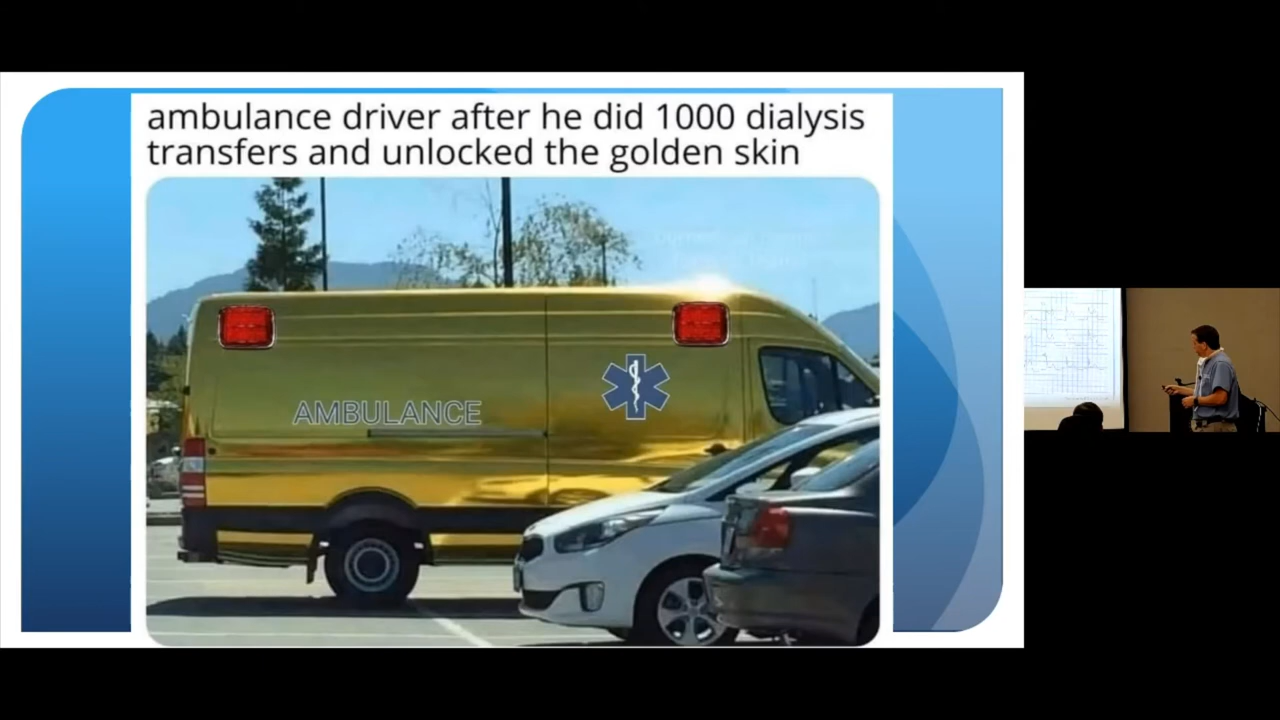 ambulance driver after he did 1000 dialysis
transfers and unlocked the golden skin
AMBULANCE